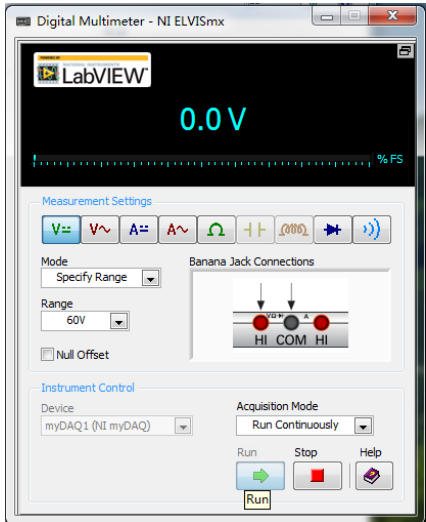 Digital Multimeter - NI ELVISmx
LabVIEW
0.0 V
% FS
Measurement Settings
V
V
A
A
Ω
Mode
Specify Range
Banana Jack Connections
Range
60V
VΩ
A
HI COM HI
Null Offset
Instrument Control
Device
myDAQ1 (NI myDAQ)
Acquisition Mode
Run Continuously
Run
Stop
Help
Run